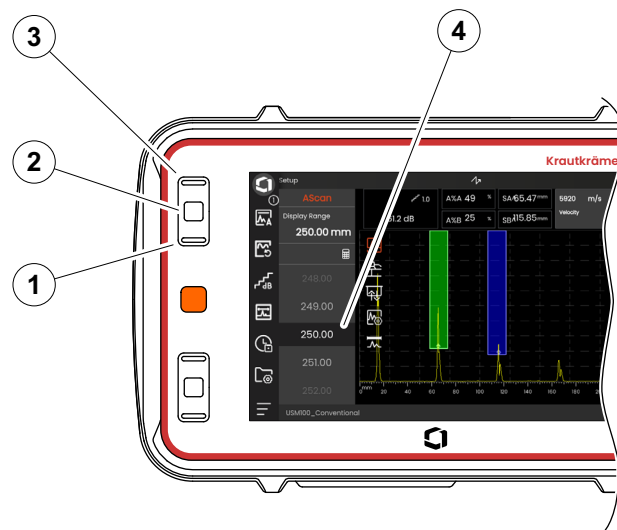 3
4
2
1
Krautkräme
Setup
AScan
Display Range
250.00 mm
248.00
249.00
250.00
251.00
252.00
1.0
A%A 49 %
SA 65.47 mm
5920 m/s
Velocity
A%B 25 %
SB 115.85 mm
dB
mm 20 40 60 80 100 120 140 160 180
USM100_Conventional